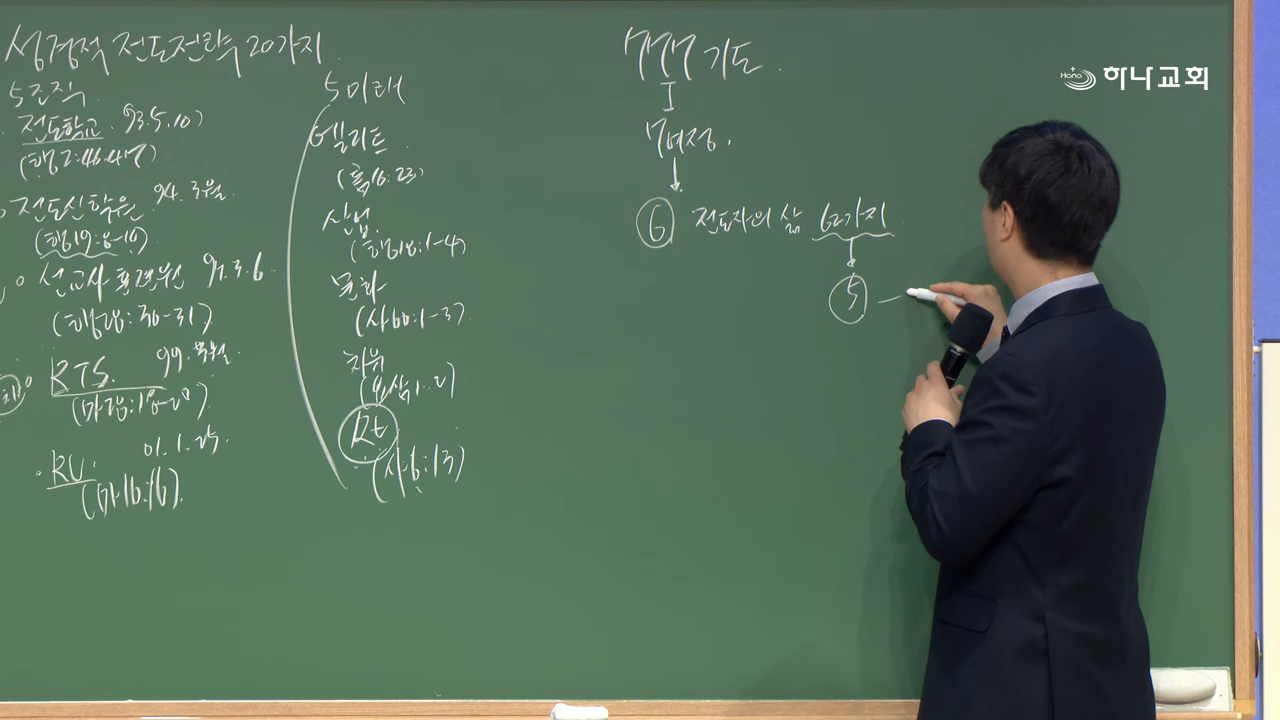 성경적 전도전략 20가지
5조직.
전도학교. 93.5.10)
(행2:46-47)
전도신학원. 94.3월.
(행19:8-10).
선교사훈련원 97.3.6.
(행28:30-31)
RTS. 99.
(마28:18-20).
RU. 01.1.25.
(마16:16).
5미래
엘리트.
(롬16:23)
산업.
(행18:1-4)
문화
(사60:1-3).
치유
(요삼1:2)
Rt
(사6:13)
777 기도.
7여정.
6 전도자의 삶 62가지.
5 -
Hana 하나교회